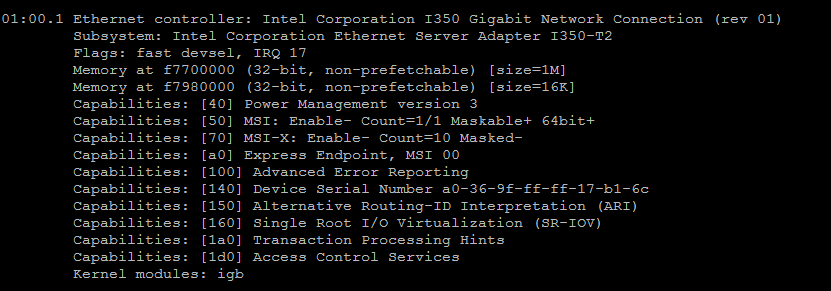 01:00.1 Ethernet controller: Intel Corporation I350 Gigabit Network Connection (rev 01)
Subsystem: Intel Corporation Ethernet Server Adapter I350-T2
Flags: fast devsel, IRQ 17
Memory at f7700000 (32-bit, non-prefetchable) [size=1M]
Memory at f7980000 (32-bit, non-prefetchable) [size=16K]
Capabilities: [40] Power Management version 3
Capabilities: [50] MSI: Enable- Count=1/1 Maskable+ 64bit+
Capabilities: [70] MSI-X: Enable- Count=10 Masked-
Capabilities: [a0] Express Endpoint, MSI 00
Capabilities: [100] Advanced Error Reporting
Capabilities: [140] Device Serial Number a0-36-9f-ff-ff-17-b1-6c
Capabilities: [150] Alternative Routing-ID Interpretation (ARI)
Capabilities: [160] Single Root I/O Virtualization (SR-IOV)
Capabilities: [1a0] Transaction Processing Hints
Capabilities: [1d0] Access Control Services
Kernel modules: igb